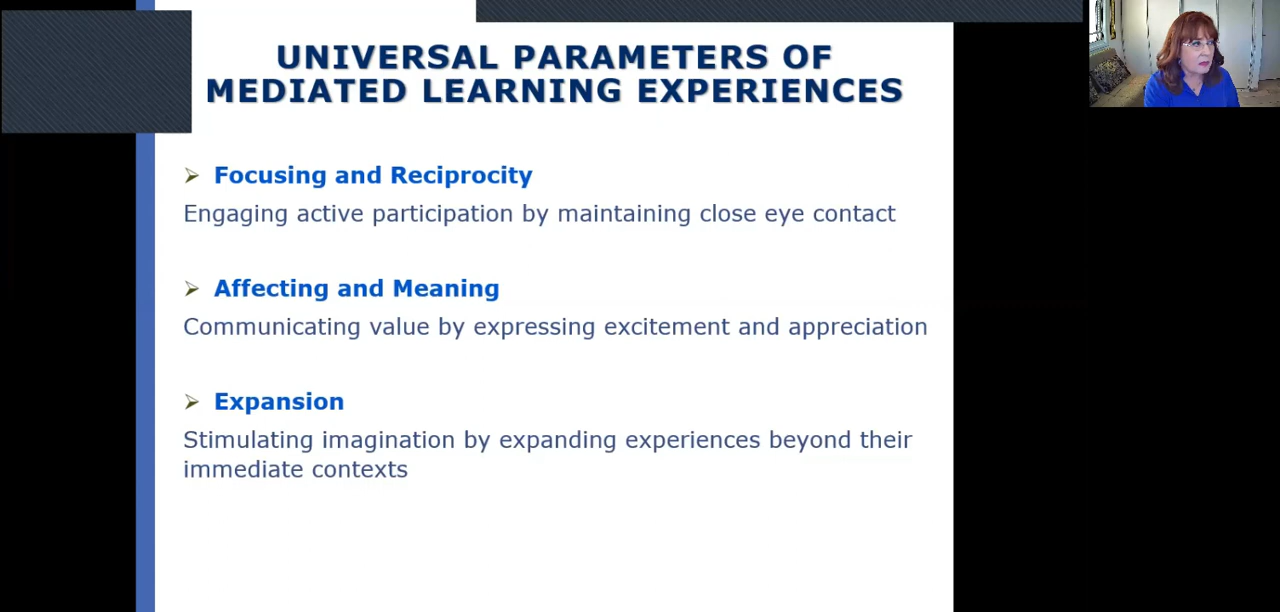 UNIVERSAL PARAMETERS OF
MEDIATED LEARNING EXPERIENCES
➢ Focusing and Reciprocity
Engaging active participation by maintaining close eye contact
➢ Affecting and Meaning
Communicating value by expressing excitement and appreciation
➢ Expansion
Stimulating imagination by expanding experiences beyond their
immediate contexts